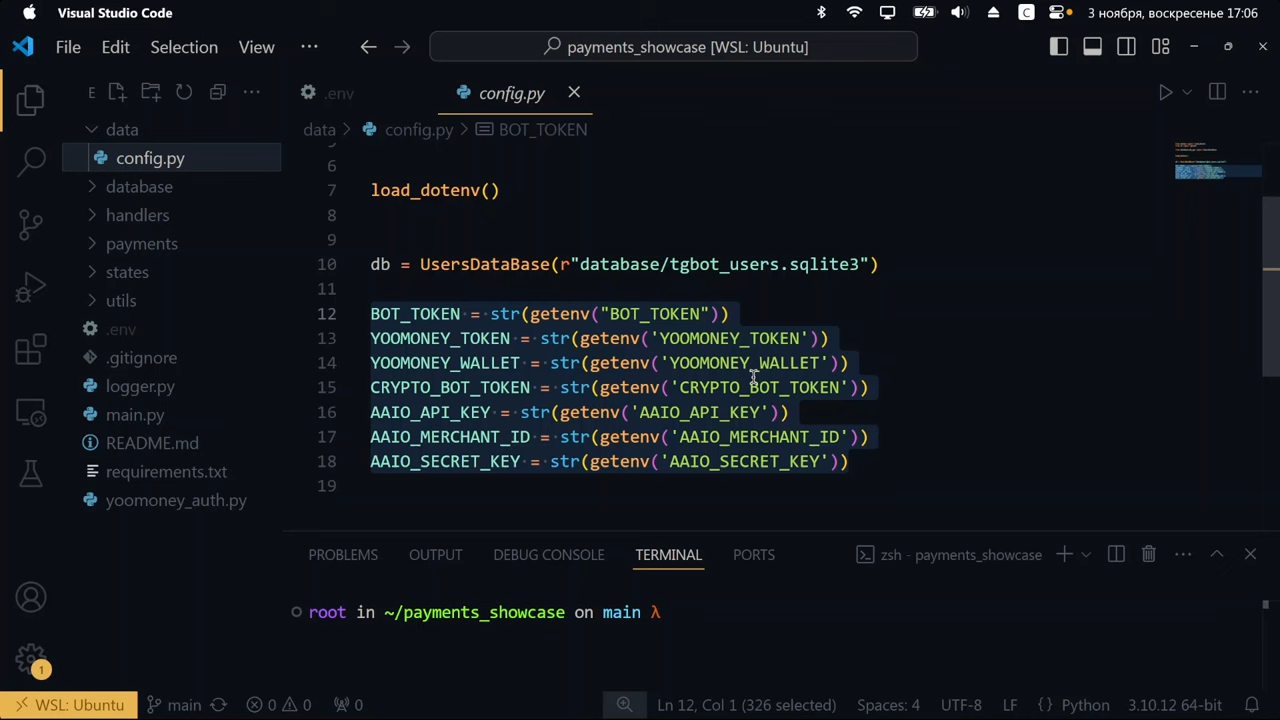 Visual Studio Code
C
3 ноября, воскресенье 17:06
File Edit Selection View ··· payments_showcase [WSL: Ubuntu]
E ··· .env config.py
data
data > config.py > BOT_TOKEN
config.py
database
handlers
payments
states
utils
.env
.gitignore
logger.py
main.py
README.md
requirements.txt
yoomoney_auth.py
6
7 load_dotenv()
8
9
10 db = UsersDataBase(r"database/tgbot_users.sqlite3")
11
12 BOT_TOKEN = str(getenv("BOT_TOKEN"))
13 YOOMONEY_TOKEN = str(getenv('YOOMONEY_TOKEN'))
14 YOOMONEY_WALLET = str(getenv('YOOMONEY_WALLET'))
15 CRYPTO_BOT_TOKEN = str(getenv('CRYPTO_BOT_TOKEN'))
16 AAIO_API_KEY = str(getenv('AAIO_API_KEY'))
17 AAIO_MERCHANT_ID = str(getenv('AAIO_MERCHANT_ID'))
18 AAIO_SECRET_KEY = str(getenv('AAIO_SECRET_KEY'))
19
PROBLEMS OUTPUT DEBUG CONSOLE TERMINAL PORTS zsh - payments_showcase
root in ~/payments_showcase on main λ
1
WSL: Ubuntu main 0 0 0 Ln 12, Col 1 (326 selected) Spaces: 4 UTF-8 LF {} Python 3.10.12 64-bit